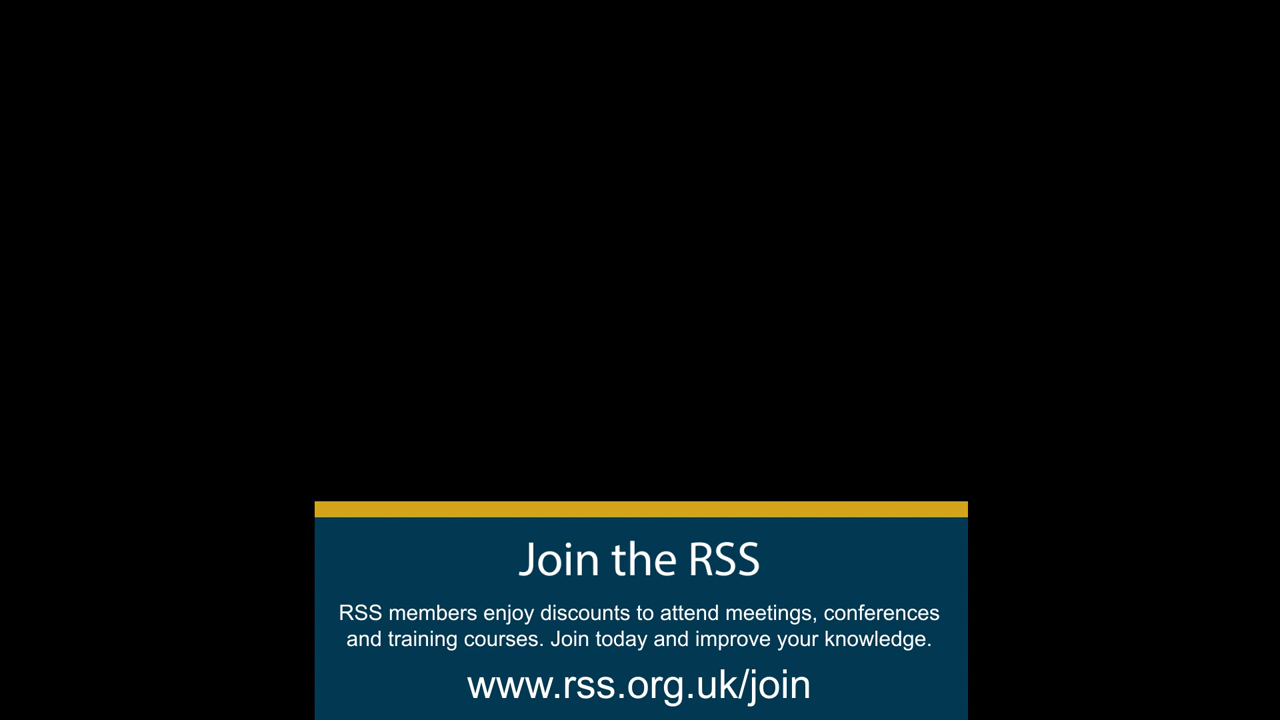 Join the RSS
RSS members enjoy discounts to attend meetings, conferences
and training courses. Join today and improve your knowledge.
www.rss.org.uk/join